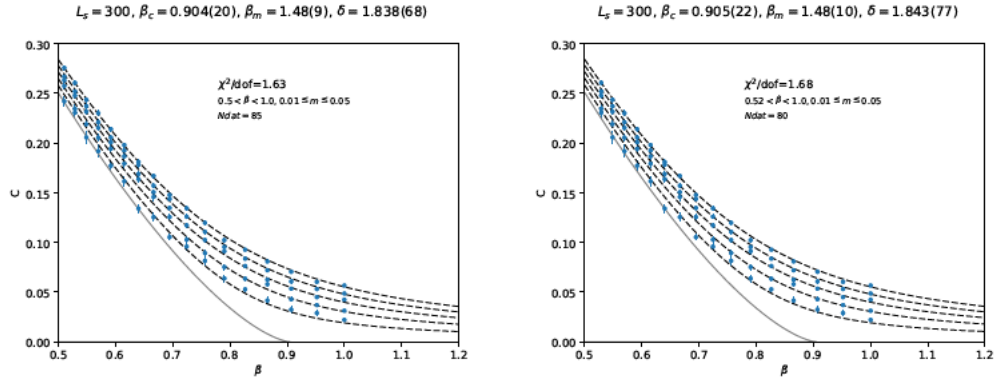 L_s = 300, β_c = 0.904(20), β_m = 1.48(9), δ = 1.838(68)
χ²/dof=1.63
0.5 < β < 1.0, 0.01 ≤ m ≤ 0.05
Ndat = 85
C
0.30
0.25
0.20
0.15
0.10
0.05
0.00
0.5 0.6 0.7 0.8 0.9 1.0 1.1 1.2
β
L_s = 300, β_c = 0.905(22), β_m = 1.48(10), δ = 1.843(77)
χ²/dof=1.68
0.52 < β < 1.0, 0.01 ≤ m ≤ 0.05
Ndat = 80
C
0.30
0.25
0.20
0.15
0.10
0.05
0.00
0.5 0.6 0.7 0.8 0.9 1.0 1.1 1.2
β